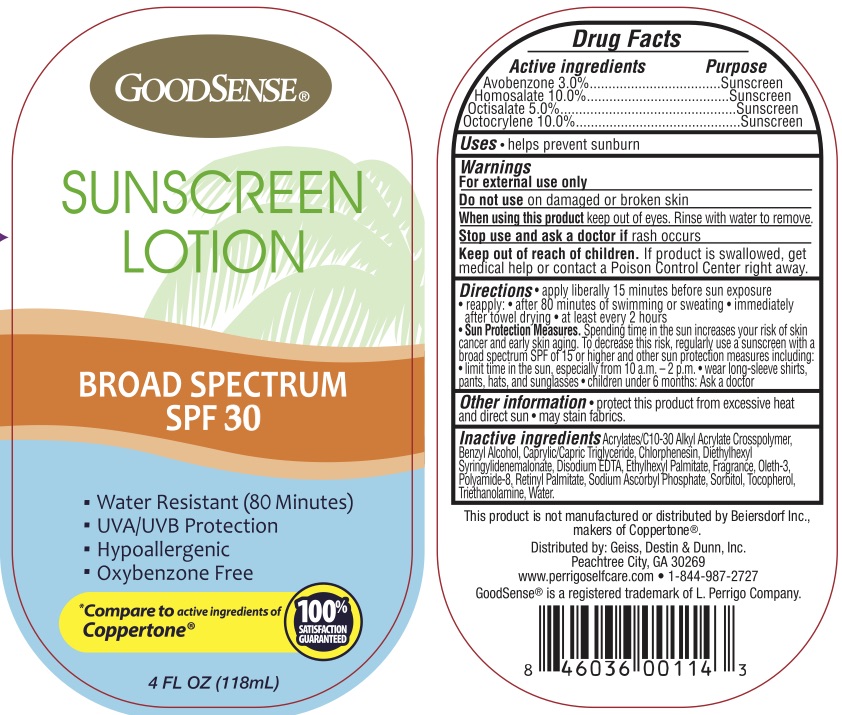 GOODSENSE®
SUNSCREEN
LOTION
BROAD SPECTRUM
SPF 30
▪ Water Resistant (80 Minutes)
▪ UVA/UVB Protection
▪ Hypoallergenic
▪ Oxybenzone Free
*Compare to active ingredients of
Coppertone®
100%
SATISFACTION
GUARANTEED
4 FL OZ (118mL)
Drug Facts
Active ingredients Purpose
Avobenzone 3.0%............................Sunscreen
Homosalate 10.0%..............................Sunscreen
Octisalate 5.0%.....................................Sunscreen
Octocrylene 10.0%...................................Sunscreen
Uses • helps prevent sunburn
Warnings
For external use only
Do not use on damaged or broken skin
When using this product keep out of eyes. Rinse with water to remove.
Stop use and ask a doctor if rash occurs
Keep out of reach of children. If product is swallowed, get
medical help or contact a Poison Control Center right away.
Directions • apply liberally 15 minutes before sun exposure
• reapply: • after 80 minutes of swimming or sweating • immediately
after towel drying • at least every 2 hours
• Sun Protection Measures. Spending time in the sun increases your risk of skin
cancer and early skin aging. To decrease this risk, regularly use a sunscreen with a
broad spectrum SPF of 15 or higher and other sun protection measures including:
• limit time in the sun, especially from 10 a.m. – 2 p.m. • wear long-sleeve shirts,
pants, hats, and sunglasses • children under 6 months: Ask a doctor
Other information • protect this product from excessive heat
and direct sun • may stain fabrics.
Inactive ingredients Acrylates/C10-30 Alkyl Acrylate Crosspolymer,
Benzyl Alcohol, Caprylic/Capric Triglyceride, Chlorphenesin, Diethylhexyl
Syringylidenemalonate, Disodium EDTA, Ethylhexyl Palmitate, Fragrance, Oleth-3,
Polyamide-8, Retinyl Palmitate, Sodium Ascorbyl Phosphate, Sorbitol, Tocopherol,
Triethanolamine, Water.
This product is not manufactured or distributed by Beiersdorf Inc.,
makers of Coppertone®.
Distributed by: Geiss, Destin & Dunn, Inc.
Peachtree City, GA 30269
www.perrigoselfcare.com • 1-844-987-2727
GoodSense® is a registered trademark of L. Perrigo Company.
8 46036 00114 3